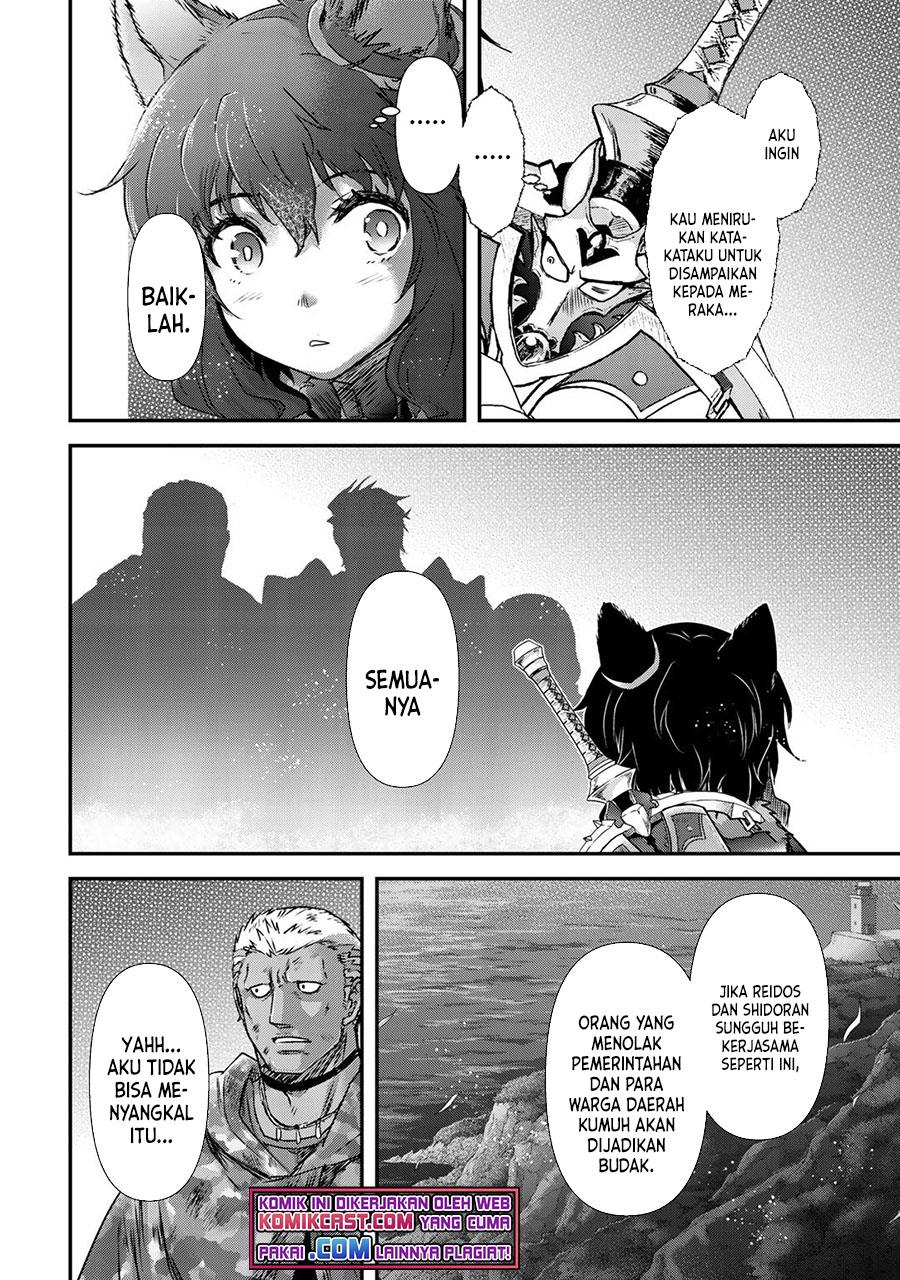 AKU
INGIN
KAU MENIRU-
KAN KATA-
KATAKU UNTUK
DISAMPAIKAN
KEPADA ME-
RAKA...
.....
.....
BAIK-
LAH.
SEMUA-
NYA
JIKA REIDOS
DAN SHIDORAN
SUNGGUH BE-
KERJASAMA
SEPERTI INI,
ORANG YANG
MENOLAK
PEMERINTAHAN
DAN PARA
WARGA DAERAH
KUMUH AKAN
DIJADIKAN
BUDAK.
YAHH...
AKU TIDAK
BISA ME-
NYANGKAL
ITU...
KOMIK INI DIKERJAKAN OLEH WEB
KOMIKCAST.COM YANG CUMA
PAKAI .COM LAINNYA PLAGIAT!